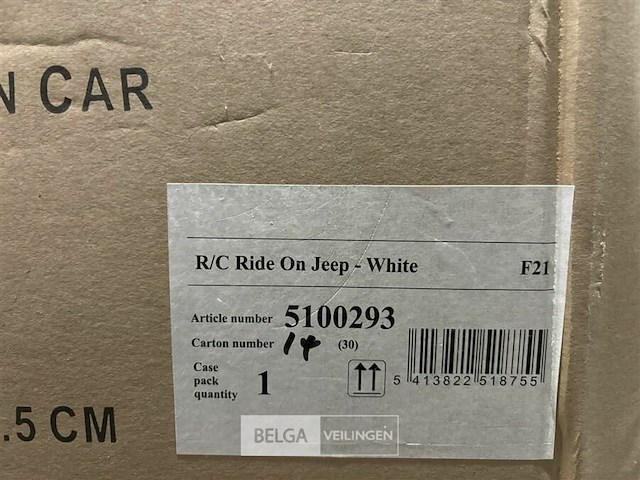 N CAR
R/C Ride On Jeep - White F21
Article number 5100293
Carton number 14 (30)
Case pack quantity 1
5 413822 518755
.5 CM
BELGA VEILINGEN